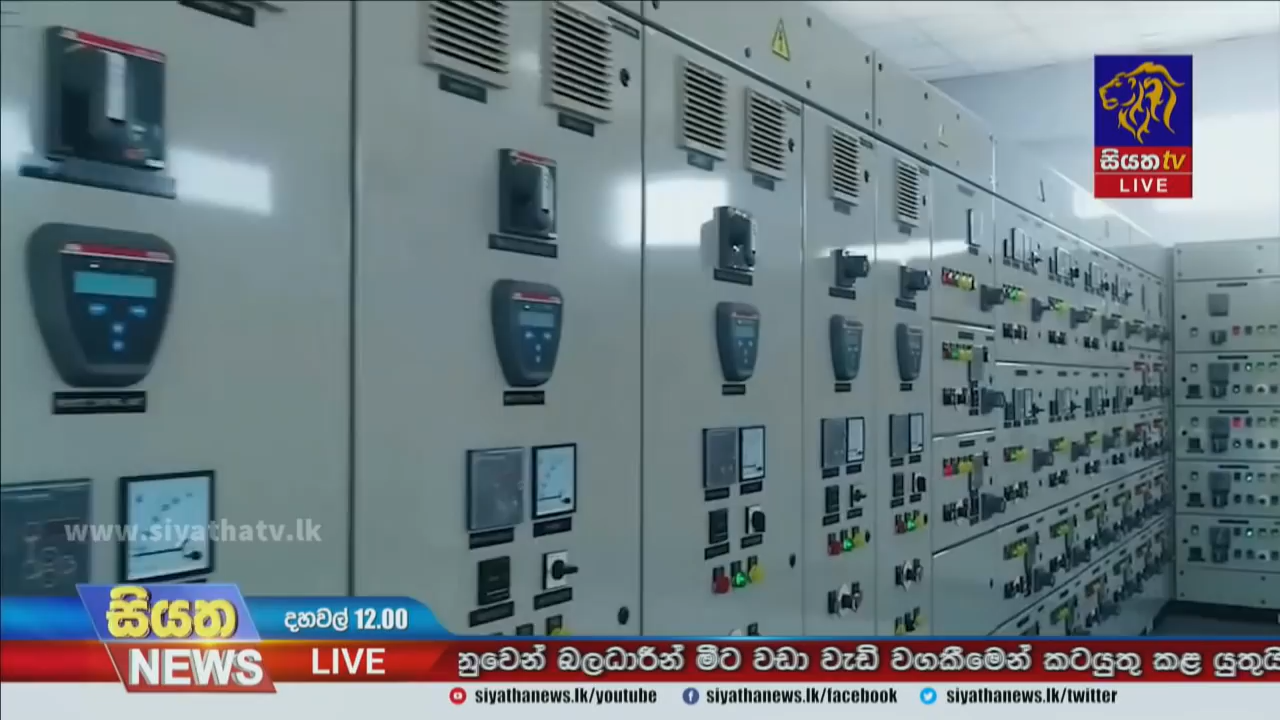 සියත tv
LIVE
www.siyathatv.lk
සියත
දහවල් 12.00
NEWS
LIVE
නුවෙන් බලධාරීන් මීට වඩා වැඩි වගකීමෙන් කටයුතු කළ යුතුයි
siyathanews.lk/youtube
siyathanews.lk/facebook
siyathanews.lk/twitter